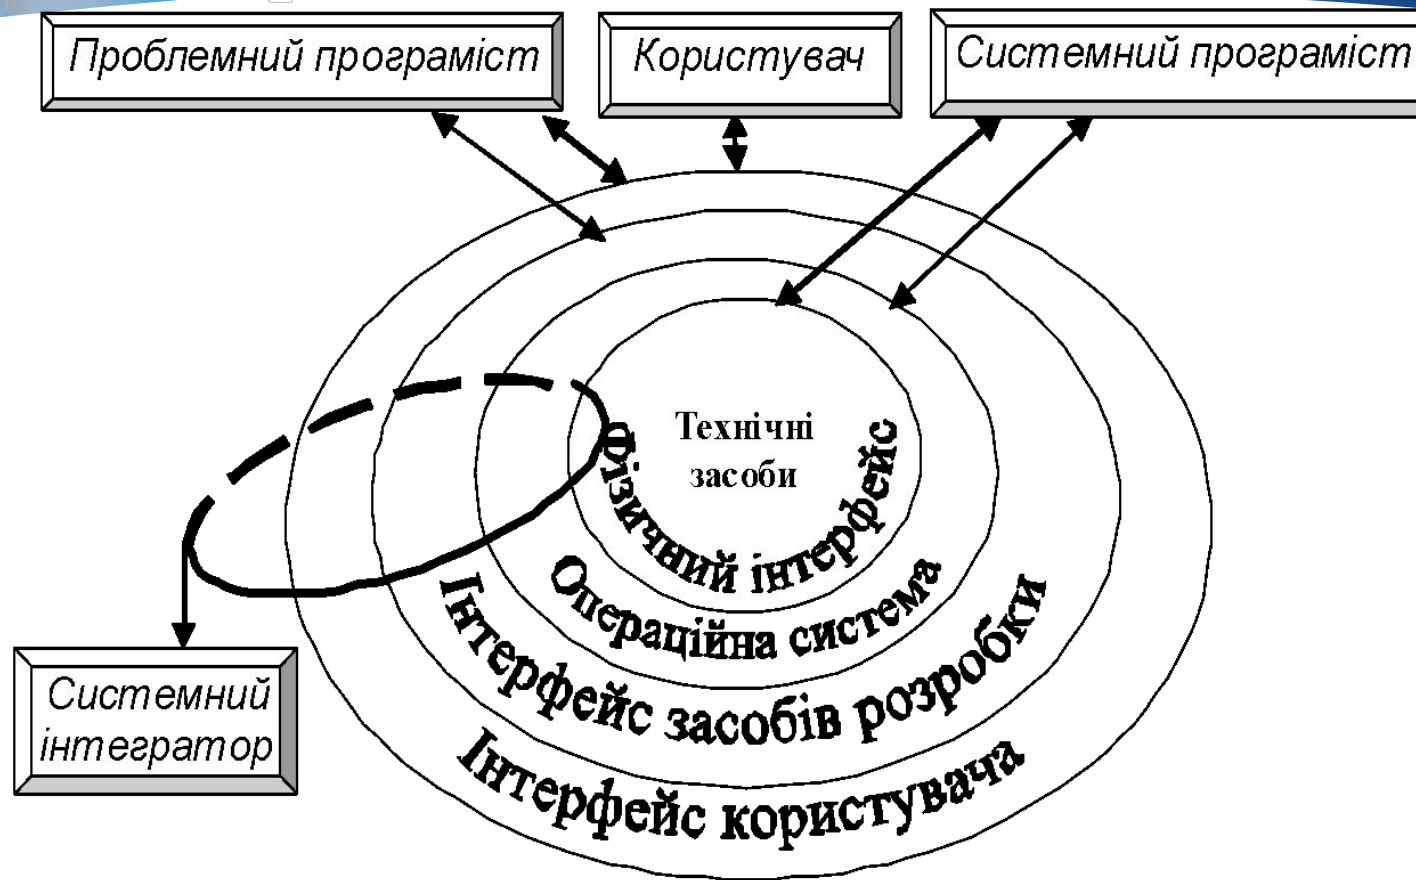 Проблемний програміст
Користувач
Системний програміст
Технічні
засоби
Фізичний інтерфейс
Операційна система
Інтерфейс засобів розробки
Інтерфейс користувача
Системний
інтегратор